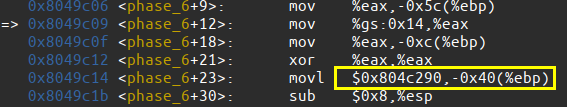 0x8049c06 <phase_6+9>: mov %eax,-0x5c(%ebp)
=> 0x8049c09 <phase_6+12>: mov %gs:0x14,%eax
0x8049c0f <phase_6+18>: mov %eax,-0xc(%ebp)
0x8049c12 <phase_6+21>: xor %eax,%eax
0x8049c14 <phase_6+23>: movl $0x804c290,-0x40(%ebp)
0x8049c1b <phase_6+30>: sub $0x8,%esp